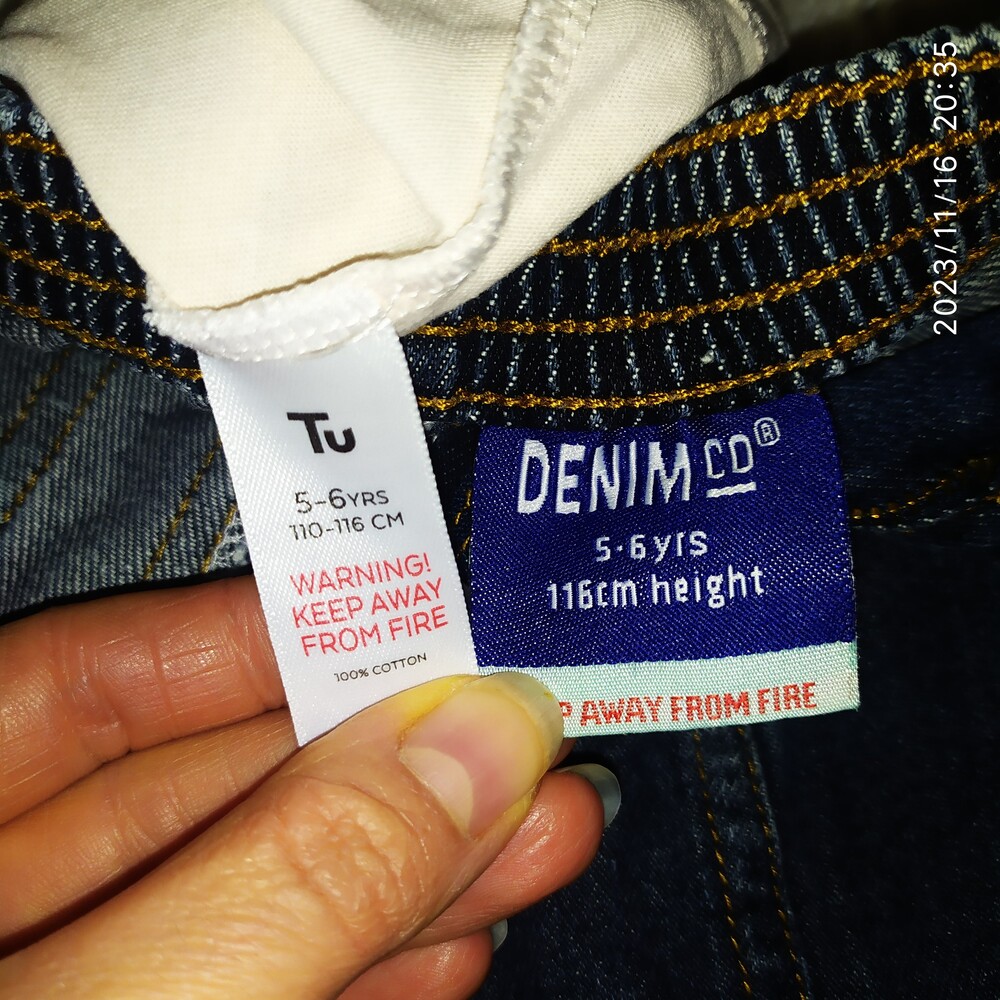 Tu
5-6YRS
110-116 CM
WARNING!
KEEP AWAY
FROM FIRE
100% COTTON
DENIM CO®
5-6yrs
116cm height
P AWAY FROM FIRE
2023/11/16 20:35